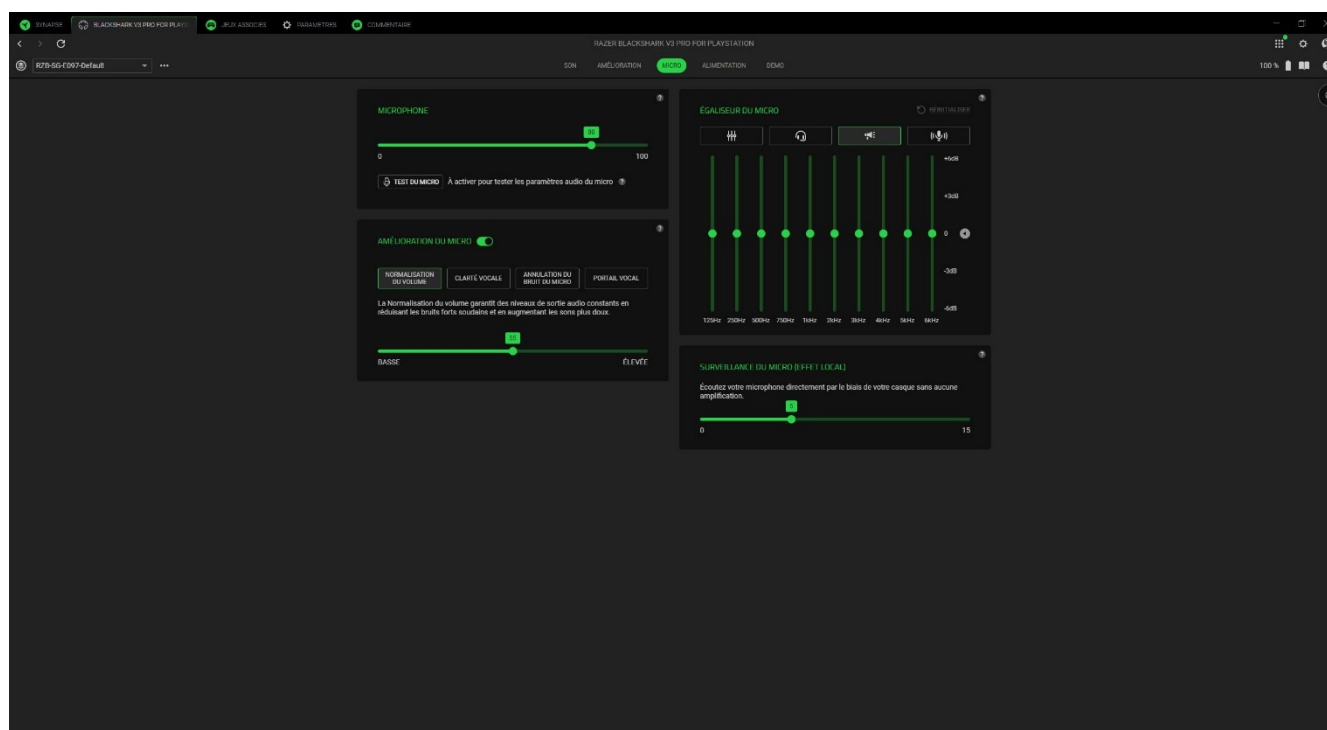 SYNAPSE
BLACKSHARK V3 PRO FOR PLAYS
JEUX ASSOCIÉS
PARAMÈTRES
COMMENTAIRE
RAZER BLACKSHARK V3 PRO FOR PLAYSTATION
RZB-SG-E097-Default
SON
AMÉLIORATION
MICRO
ALIMENTATION
DEMO
100 %
MICROPHONE
0
100
TEST DU MICRO
À activer pour tester les paramètres audio du micro
AMÉLIORATION DU MICRO
NORMALISATION
DU VOLUME
CLARTÉ VOCALE
ANNULATION DU
BRUIT DU MICRO
PORTAIL VOCAL
La Normalisation du volume garantit des niveaux de sortie audio constants en
réduisant les bruits forts soudains et en augmentant les sons plus doux.
BASSE
ÉLEVÉE
ÉGALISEUR DU MICRO
RÉINITIALISER
+6dB
+3dB
0
-3dB
-6dB
125Hz 250Hz 500Hz 750Hz 1kHz 2kHz 3kHz 4kHz 5kHz 6kHz
SURVEILLANCE DU MICRO (EFFET LOCAL)
Écoutez votre microphone directement par le biais de votre casque sans aucune
amplification.
5
0
15